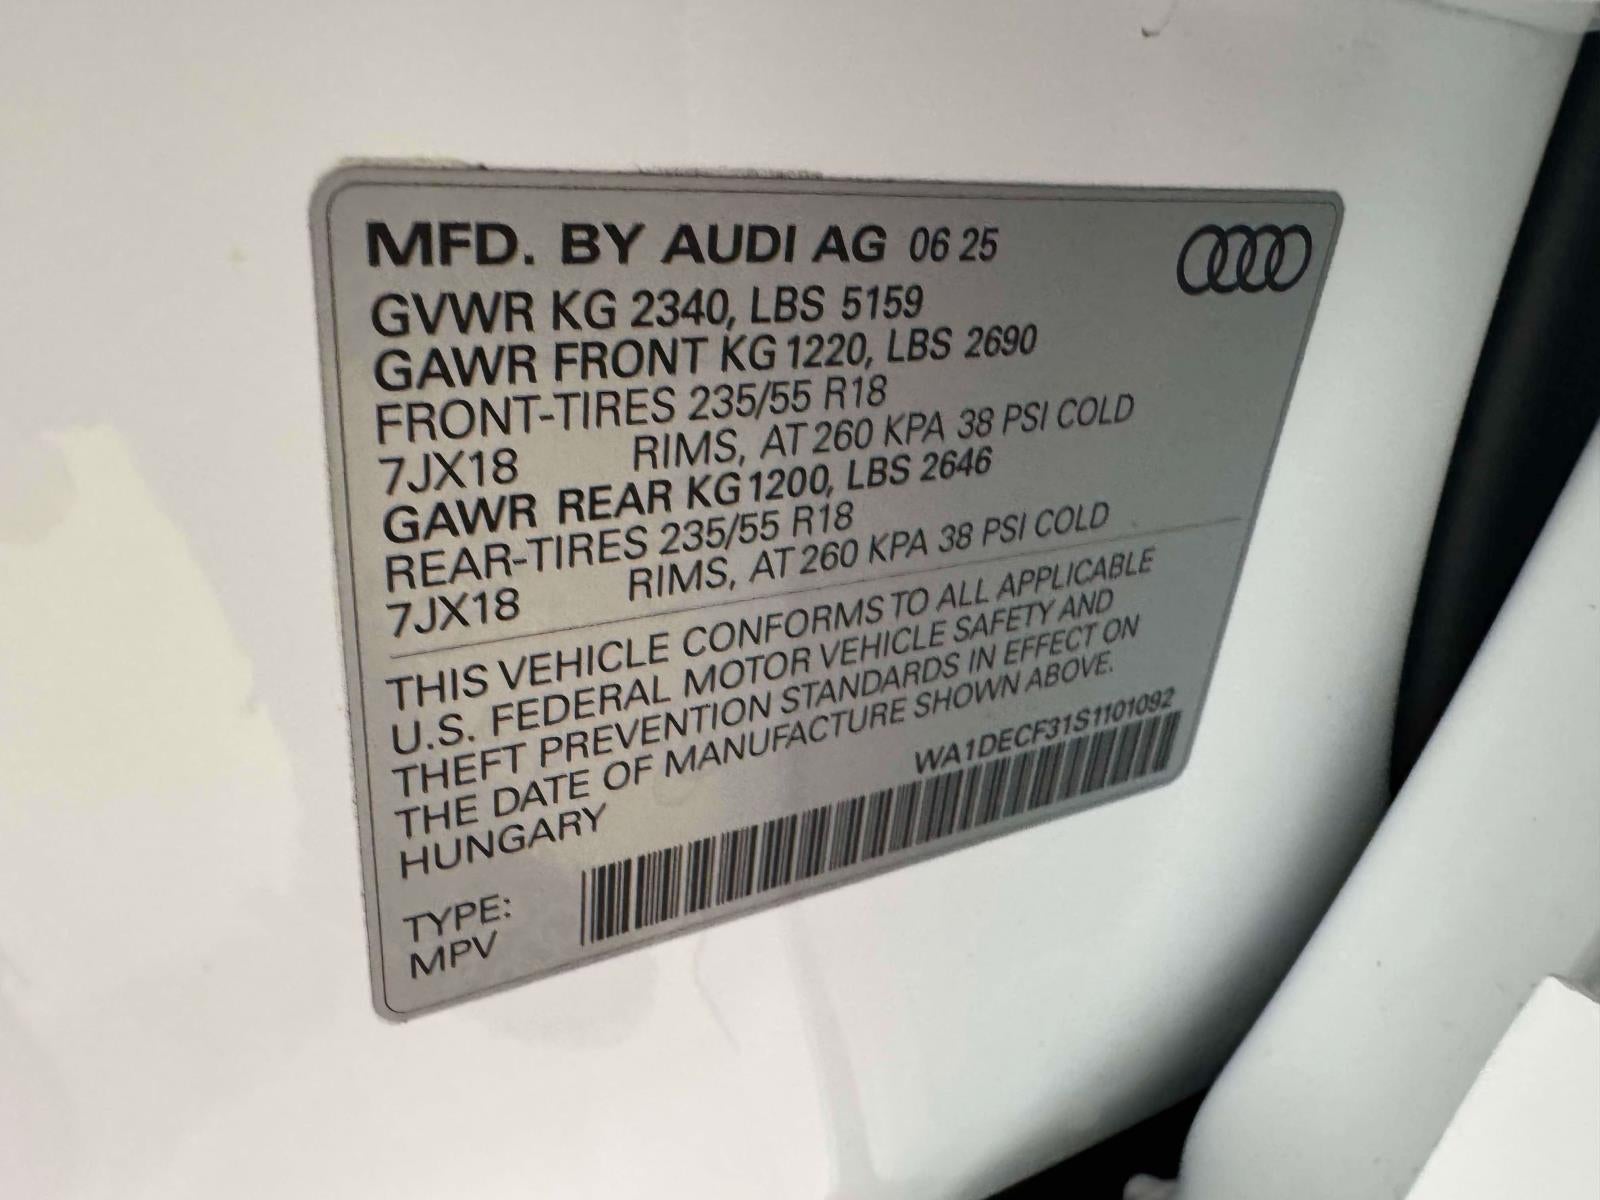 MFD. BY AUDI AG 06 25
GVWR KG 2340, LBS 5159
GAWR FRONT KG 1220, LBS 2690
FRONT-TIRES 235/55 R18
7JX18 RIMS, AT 260 KPA 38 PSI COLD
GAWR REAR KG 1200, LBS 2646
REAR-TIRES 235/55 R18
7JX18 RIMS, AT 260 KPA 38 PSI COLD
THIS VEHICLE CONFORMS TO ALL APPLICABLE
U.S. FEDERAL MOTOR VEHICLE SAFETY AND
THEFT PREVENTION STANDARDS IN EFFECT ON
THE DATE OF MANUFACTURE SHOWN ABOVE.
HUNGARY
WA1DECF31S1101092
TYPE:
MPV